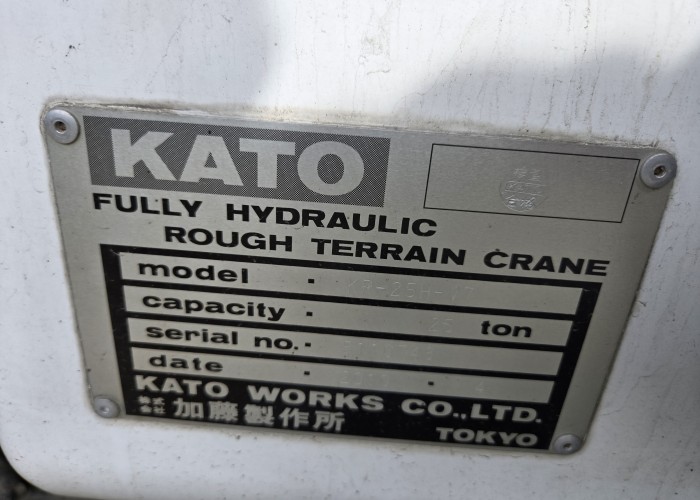 KATO
FULLY HYDRAULIC
ROUGH TERRAIN CRANE
model .
capacity . 25 ton
serial no. .
date . .
KATO WORKS CO.,LTD.
株式会社 加藤製作所
TOKYO